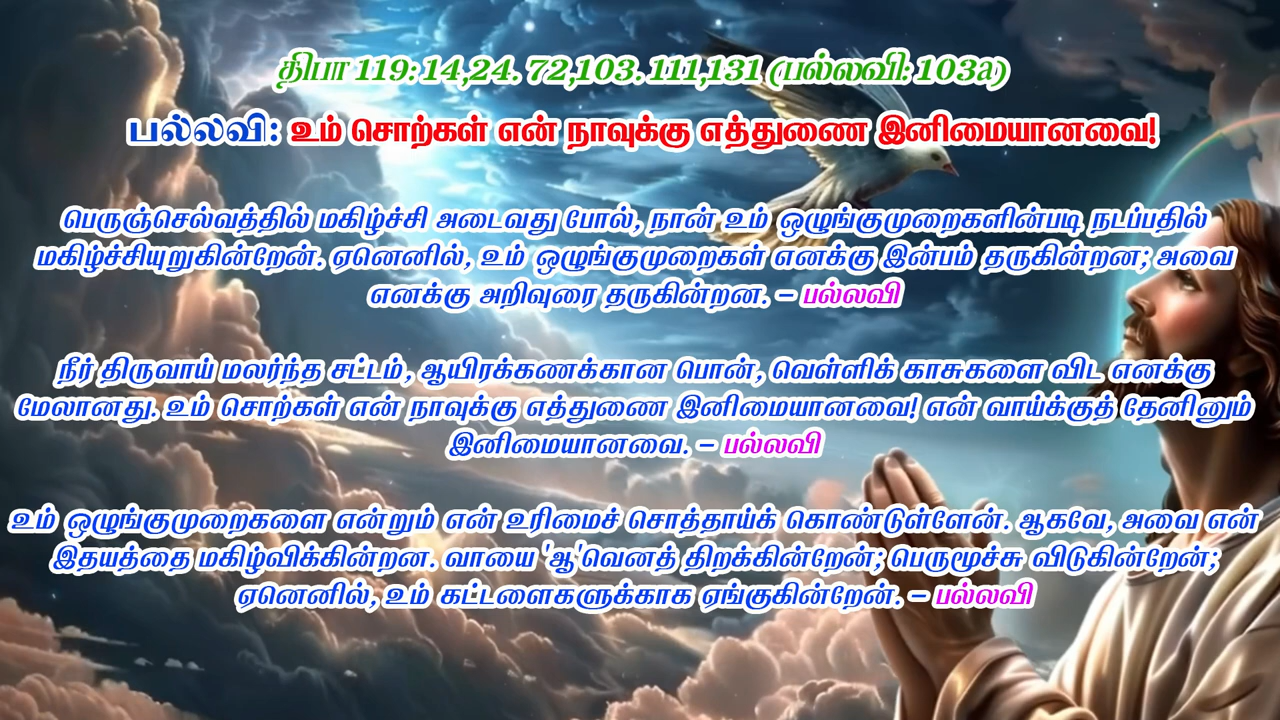 திபா 119: 14,24. 72,103. 111,131 (பல்லவி: 103a)
பல்லவி: உம் சொற்கள் என் நாவுக்கு எத்துணை இனிமையானவை!
பெருஞ்செல்வத்தில் மகிழ்ச்சி அடைவது போல், நான் உம் ஒழுங்குமுறைகளின்படி நடப்பதில்
மகிழ்ச்சியுறுகின்றேன். ஏனெனில், உம் ஒழுங்குமுறைகள் எனக்கு இன்பம் தருகின்றன; அவை
எனக்கு அறிவுரை தருகின்றன. – பல்லவி
நீர் திருவாய் மலர்ந்த சட்டம், ஆயிரக்கணக்கான பொன், வெள்ளிக் காசுகளை விட எனக்கு
மேலானது. உம் சொற்கள் என் நாவுக்கு எத்துணை இனிமையானவை! என் வாய்க்குத் தேனினும்
இனிமையானவை. – பல்லவி
உம் ஒழுங்குமுறைகளை என்றும் என் உரிமைச் சொத்தாய்க் கொண்டுள்ளேன். ஆகவே, அவை என்
இதயத்தை மகிழ்விக்கின்றன. வாயை 'ஆ'வெனத் திறக்கின்றேன்; பெருமூச்சு விடுகின்றேன்;
ஏனெனில், உம் கட்டளைகளுக்காக ஏங்குகின்றேன். – பல்லவி